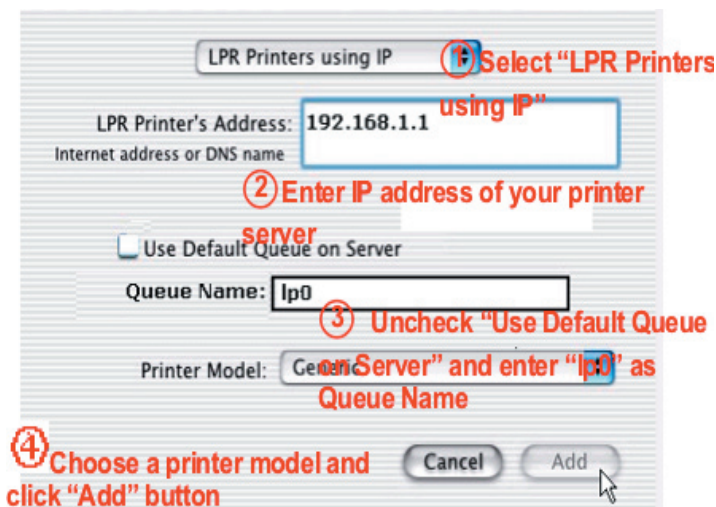 LPR Printers using IP
① Select “LPR Printers
using IP”
LPR Printer's Address: 192.168.1.1
Internet address or DNS name
② Enter IP address of your printer
server
Use Default Queue on Server
Queue Name: lp0
③ Uncheck “Use Default Queue
on Server” and enter “lp0” as
Queue Name
Printer Model: Generic
④ Choose a printer model and
click “Add” button
Cancel Add